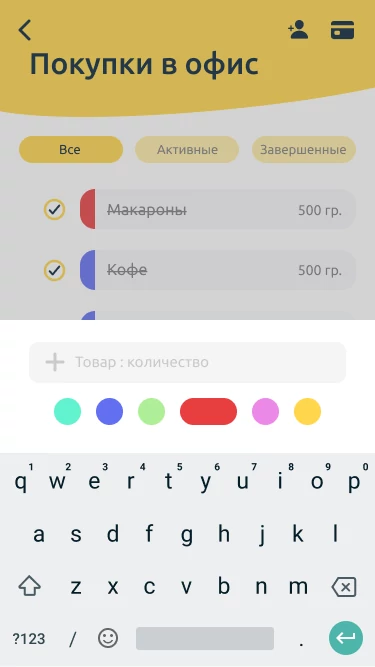 Покупки в офис
Все Активные Завершенные
Макароны 500 гр.
Кофе 500 гр.
Товар : количество
1 2 3 4 5 6 7 8 9 0
q w e r t y u i o p
a s d f g h j k l
z x c v b n m
?123 / .